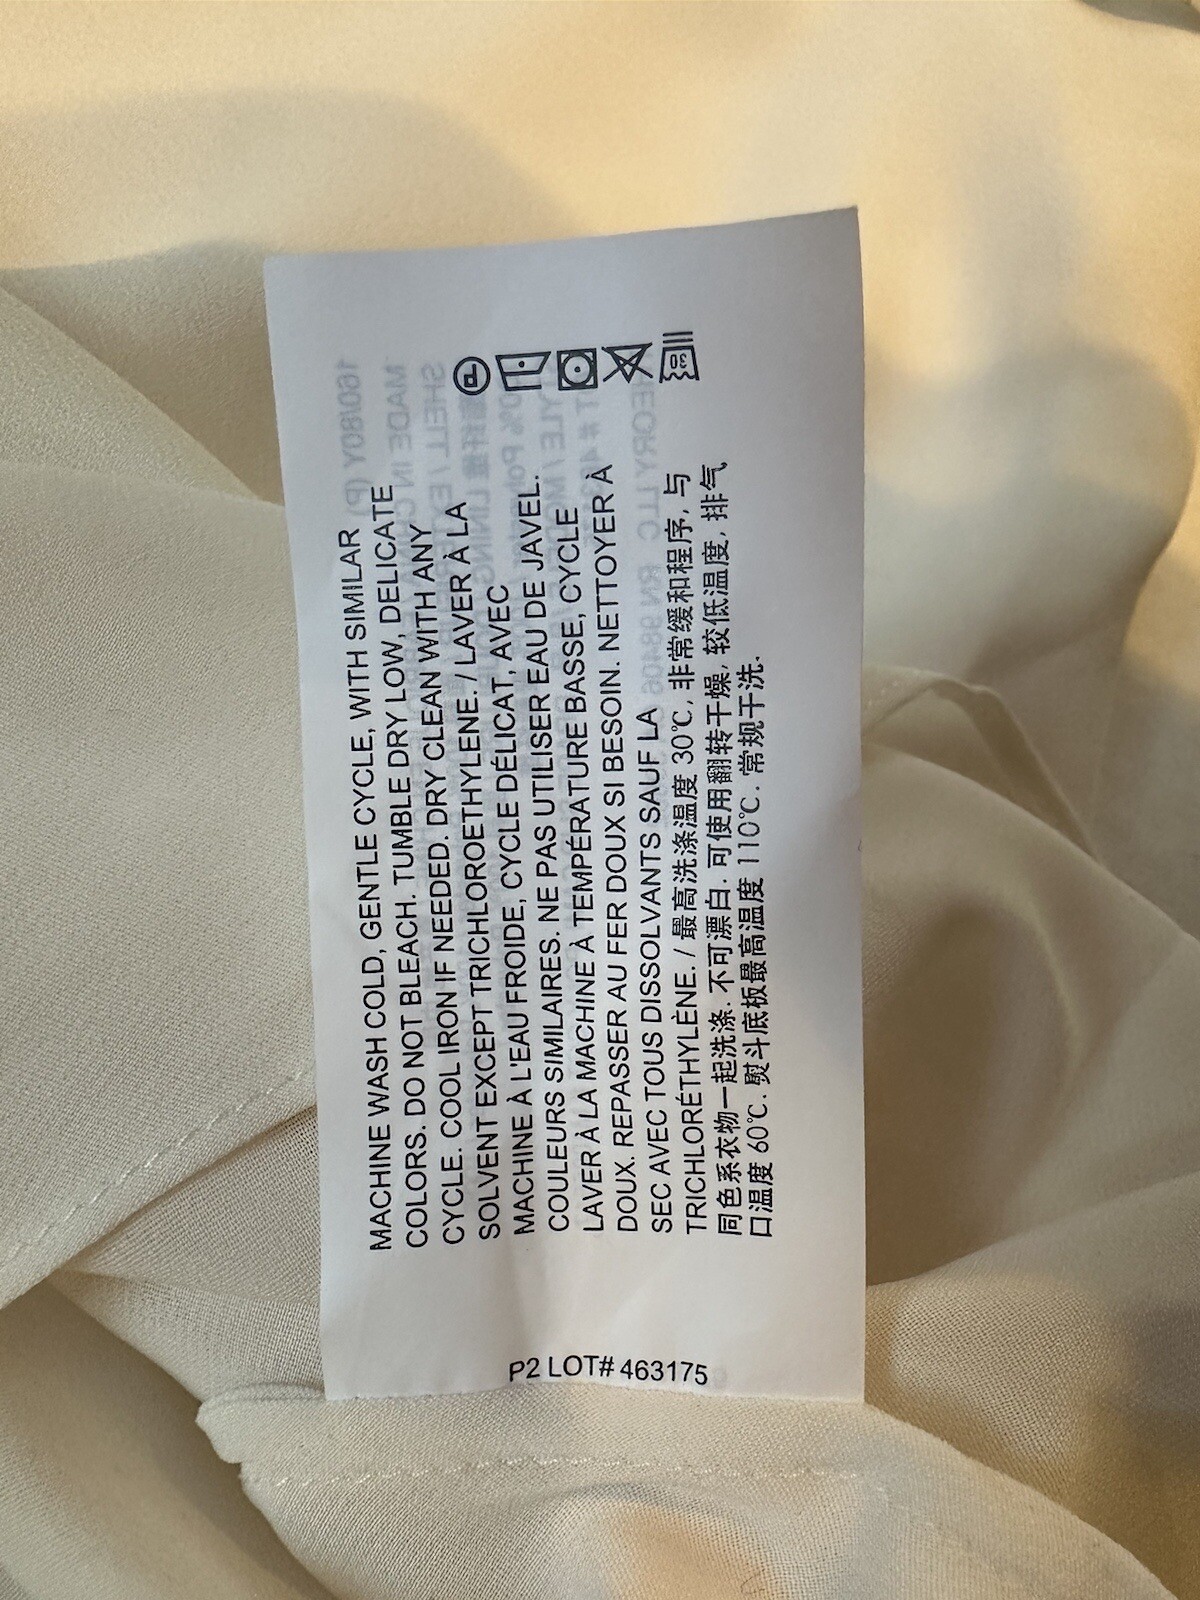 MACHINE WASH COLD, GENTLE CYCLE, WITH SIMILAR
COLORS. DO NOT BLEACH. TUMBLE DRY LOW, DELICATE
CYCLE. COOL IRON IF NEEDED. DRY CLEAN WITH ANY
SOLVENT EXCEPT TRICHLOROETHYLENE. / LAVER À LA
MACHINE À L'EAU FROIDE, CYCLE DÉLICAT, AVEC
COULEURS SIMILAIRES. NE PAS UTILISER EAU DE JAVEL.
LAVER À LA MACHINE À TEMPÉRATURE BASSE, CYCLE
DOUX. REPASSER AU FER DOUX SI BESOIN. NETTOYER À
SEC AVEC TOUS DISSOLVANTS SAUF LA
TRICHLORÉTHYLÈNE. / 最高洗涤温度 30℃, 非常缓和程序, 与
同色系衣物一起洗涤. 不可漂白. 可使用翻转干燥, 较低温度, 排气
口温度 60℃. 熨斗底板最高温度 110℃. 常规干洗.
30
P
P2 LOT# 463175